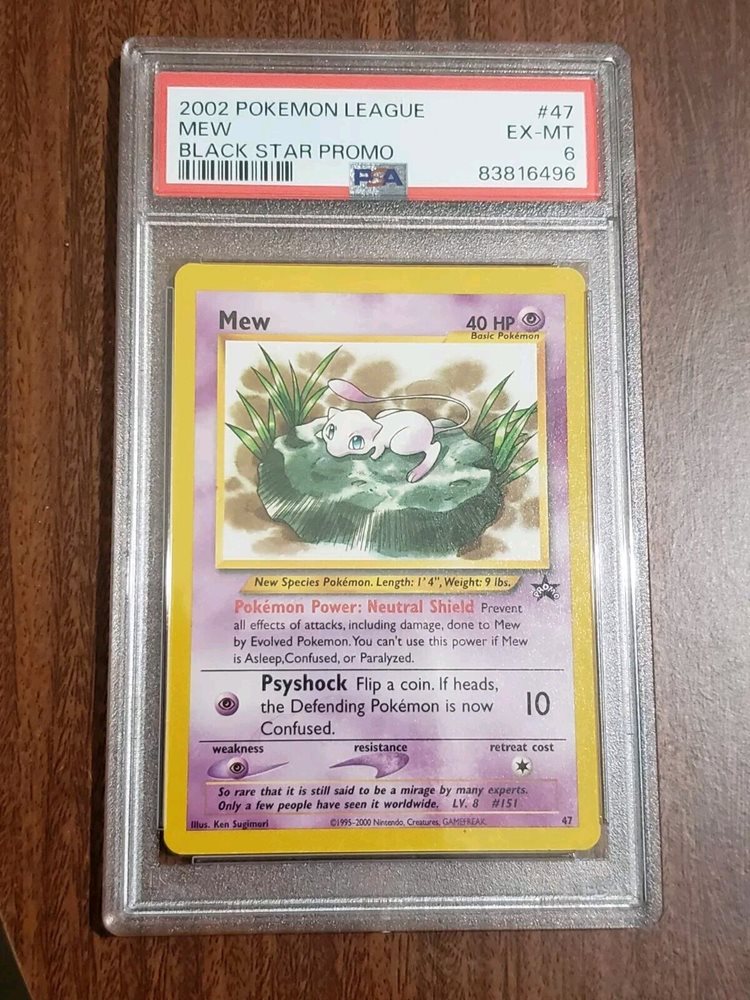 2002 POKEMON LEAGUE #47
MEW EX-MT
BLACK STAR PROMO 6
PSA 83816496
Mew 40 HP
Basic Pokémon
New Species Pokémon. Length: 1' 4", Weight: 9 lbs.
PROMO
Pokémon Power: Neutral Shield Prevent
all effects of attacks, including damage, done to Mew
by Evolved Pokemon. You can't use this power if Mew
is Asleep, Confused, or Paralyzed.
Psyshock Flip a coin. If heads,
the Defending Pokémon is now 10
Confused.
weakness resistance retreat cost
So rare that it is still said to be a mirage by many experts.
Only a few people have seen it worldwide. LV. 8 #151
Illus. Ken Sugimori ©1995-2000 Nintendo, Creatures, GAMEFREAK. 47